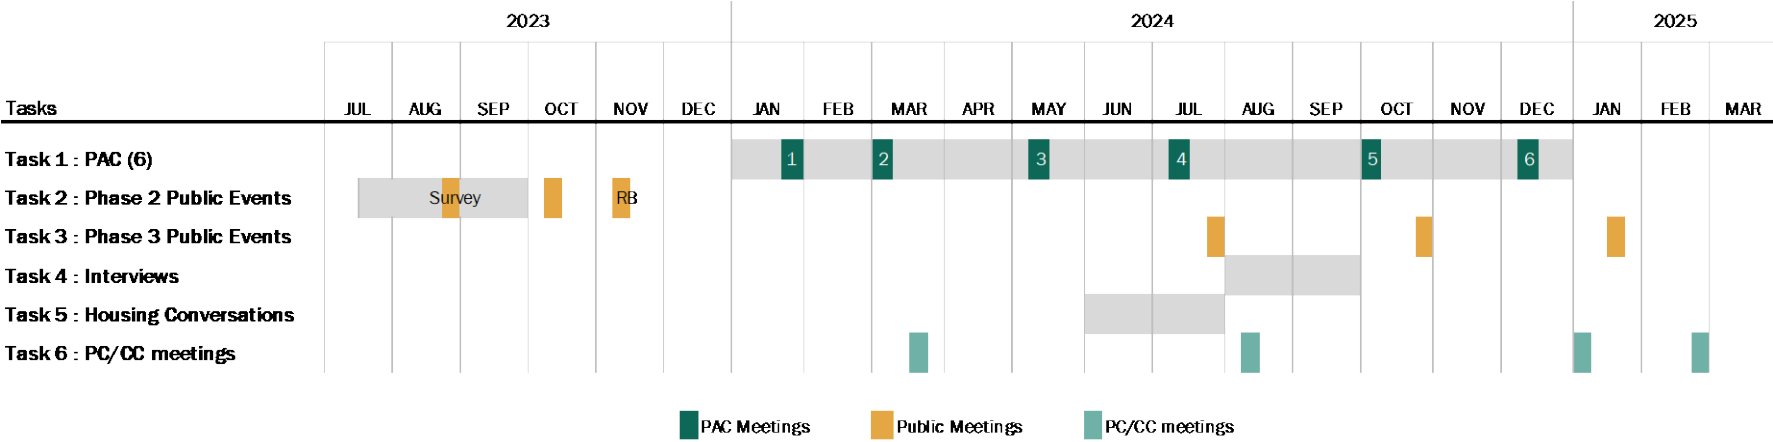 2023 2024 2025
Tasks JUL AUG SEP OCT NOV DEC JAN FEB MAR APR MAY JUN JUL AUG SEP OCT NOV DEC JAN FEB MAR
Task 1 : PAC (6) 1 2 3 4 5 6
Task 2 : Phase 2 Public Events Survey RB
Task 3 : Phase 3 Public Events
Task 4 : Interviews
Task 5 : Housing Conversations
Task 6 : PC/CC meetings
PAC Meetings Public Meetings PC/CC meetings